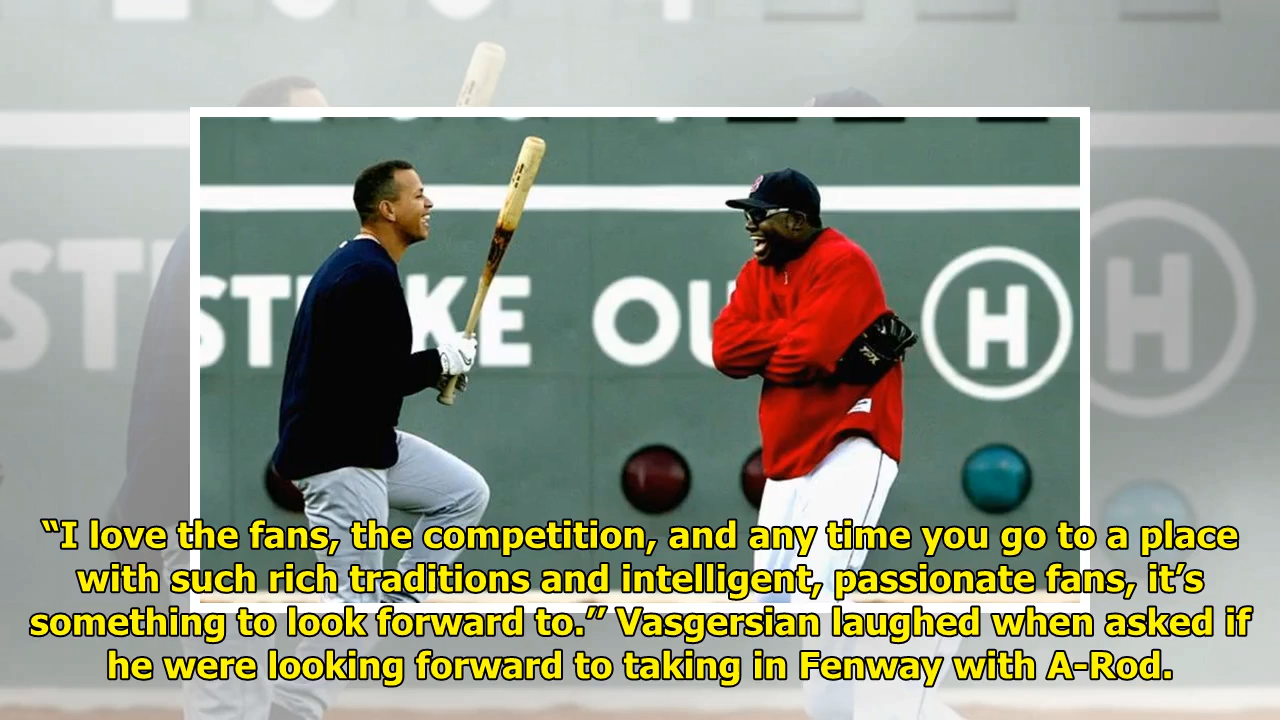 STRIKE OU H
“I love the fans, the competition, and any time you go to a place
with such rich traditions and intelligent, passionate fans, it’s
something to look forward to.” Vasgersian laughed when asked if
he were looking forward to taking in Fenway with A-Rod.